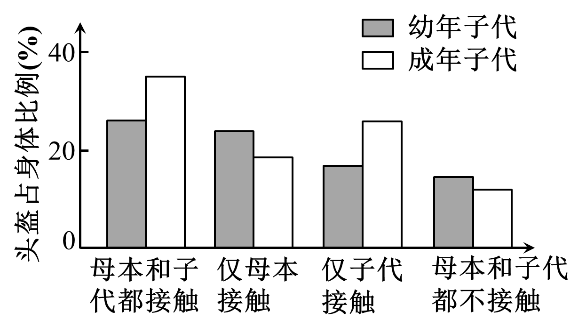 幼年子代
成年子代
头盔占身体比例(%)
40
20
0
母本和子
代都接触
仅母本
接触
仅子代
接触
母本和子代
都不接触